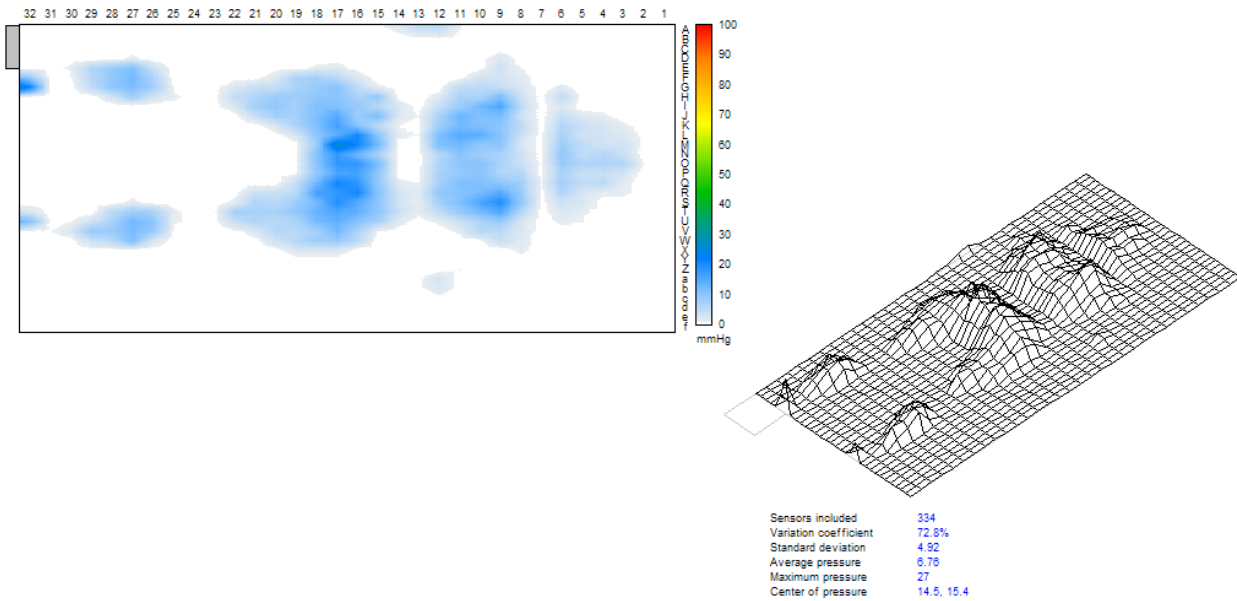 32 31 30 29 28 27 26 25 24 23 22 21 20 19 18 17 16 15 14 13 12 11 10 9 8 7 6 5 4 3 2 1
A
B
C
D
E
F
G
H
I
J
K
L
M
N
O
P
Q
R
S
T
U
V
W
X
Y
Z
a
b
c
d
e
f
100
90
80
70
60
50
40
30
20
10
0
mmHg
Sensors included 334
Variation coefficient 72.8%
Standard deviation 4.92
Average pressure 6.76
Maximum pressure 27
Center of pressure 14.5, 15.4